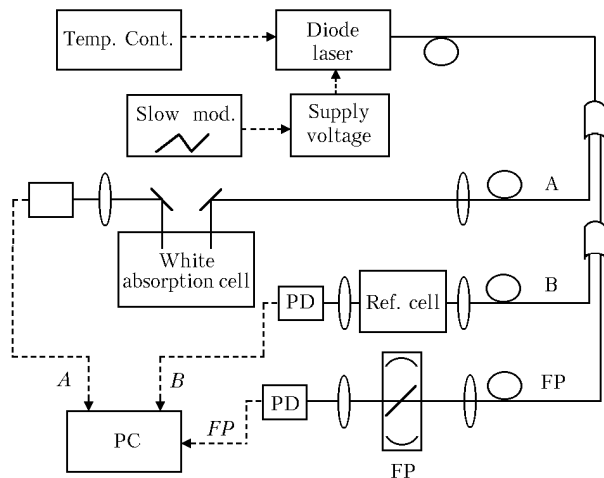 Temp. Cont.
Diode
laser
Slow mod.
Supply
voltage
A
White
absorption cell
PD
Ref. cell
B
A
B
PD
FP
FP
PC
FP